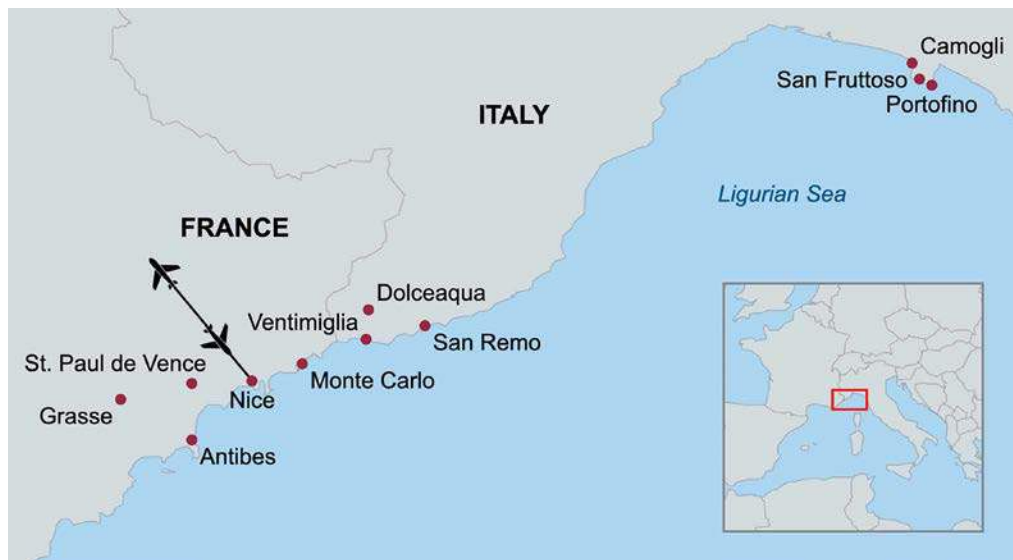 Camogli
San Fruttoso
Portofino
ITALY
Ligurian Sea
FRANCE
Dolceaqua
Ventimiglia
San Remo
St. Paul de Vence
Monte Carlo
Nice
Grasse
Antibes